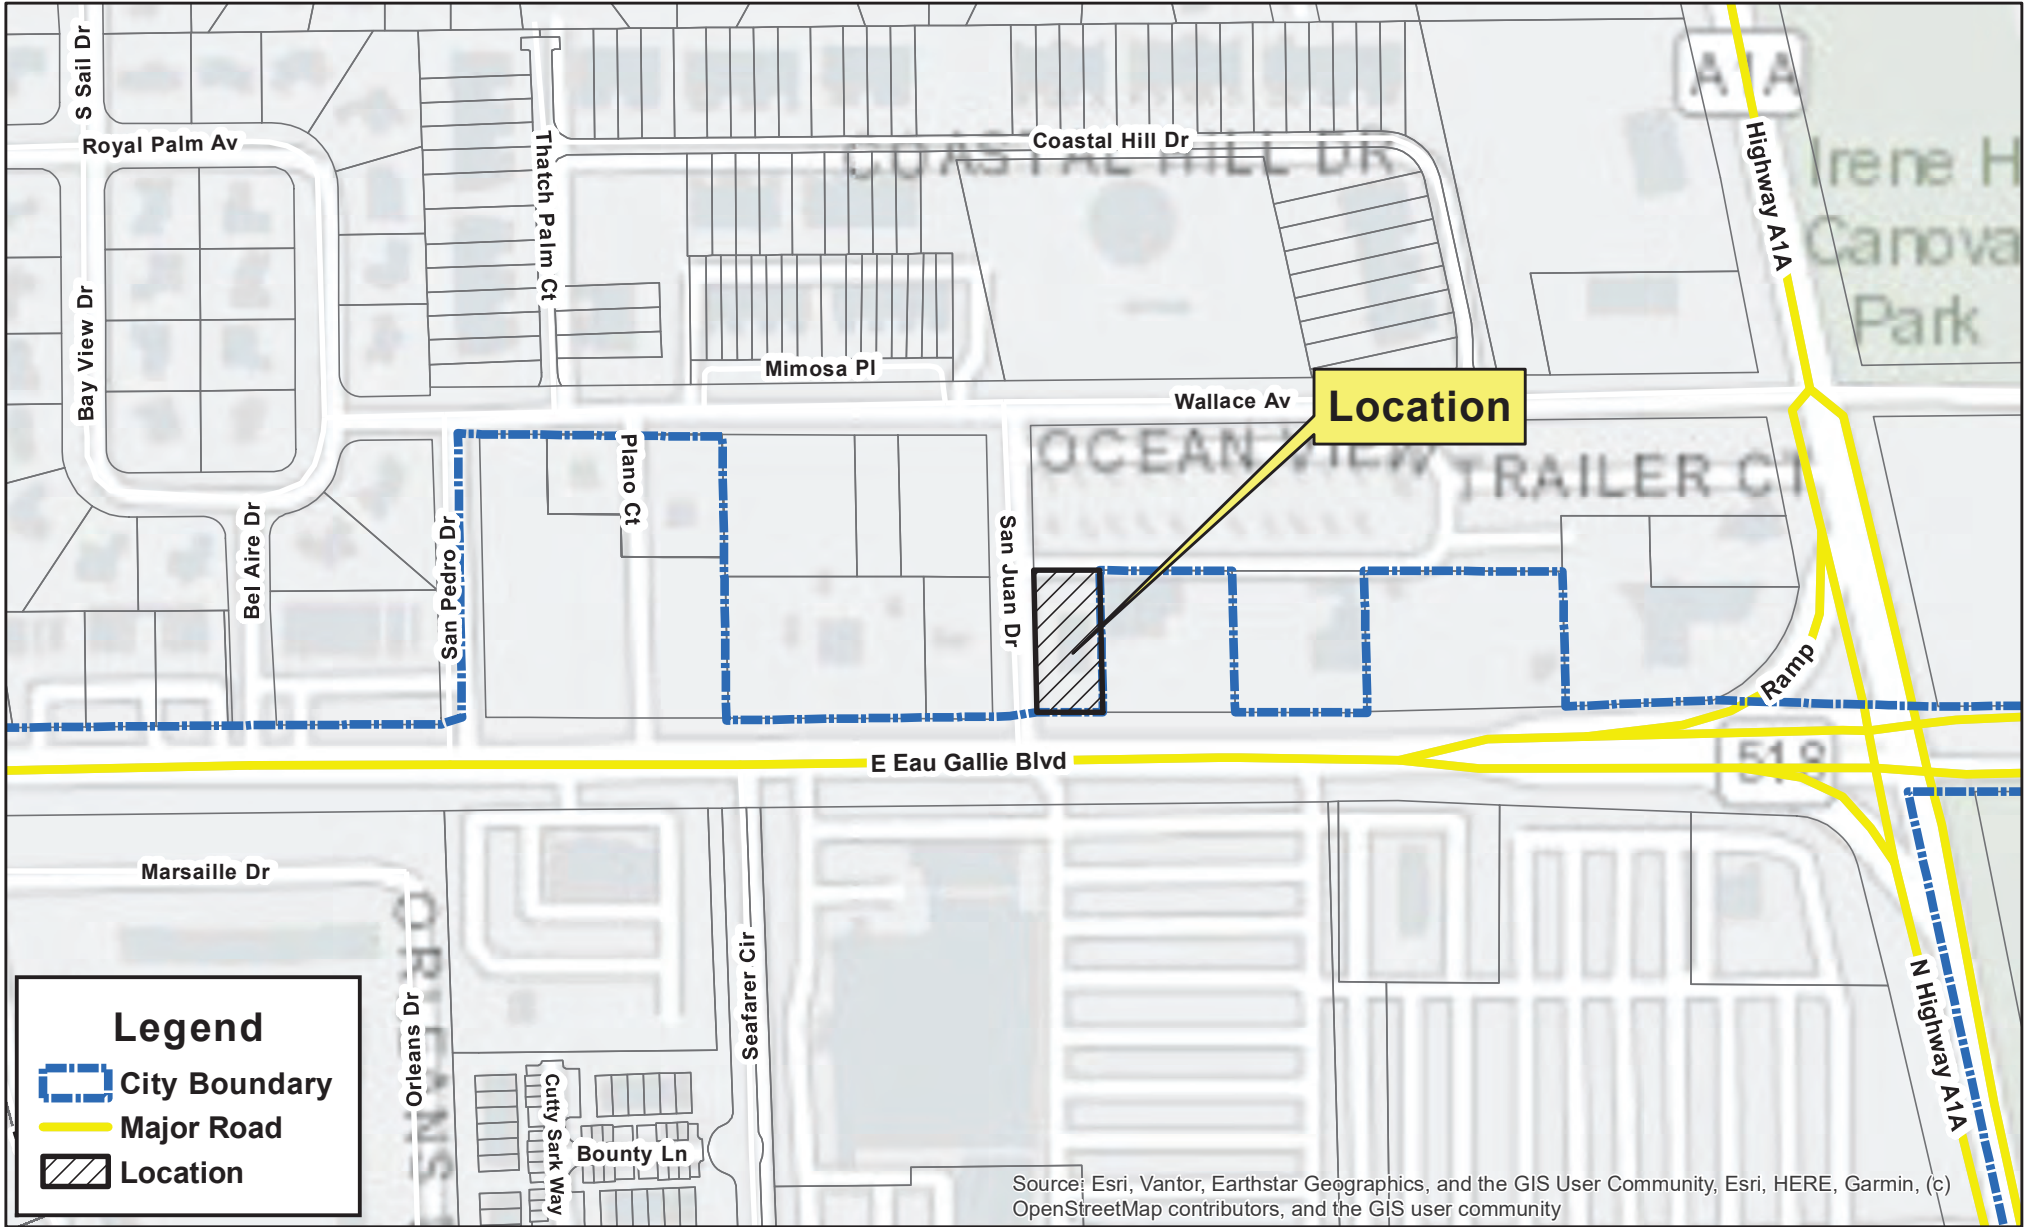 S Sail Dr
Royal Palm Av
Thatch Palm Ct
COASTAL HILL DR
Coastal Hill Dr
A1A
Highway A1A
Irene H
Canova
Park
Bay View Dr
Mimosa Pl
Wallace Av
Location
OCEAN VIEW TRAILER CT
Plano Ct
Bel Aire Dr
San Pedro Dr
San Juan Dr
Ramp
E Eau Gallie Blvd
518
Marsaille Dr
ORLEANS
Orleans Dr
Seafarer Cir
N Highway A1A
Cutty Sark Way
Bounty Ln
Legend
City Boundary
Major Road
Location
Source: Esri, Vantor, Earthstar Geographics, and the GIS User Community, Esri, HERE, Garmin, (c)
OpenStreetMap contributors, and the GIS user community